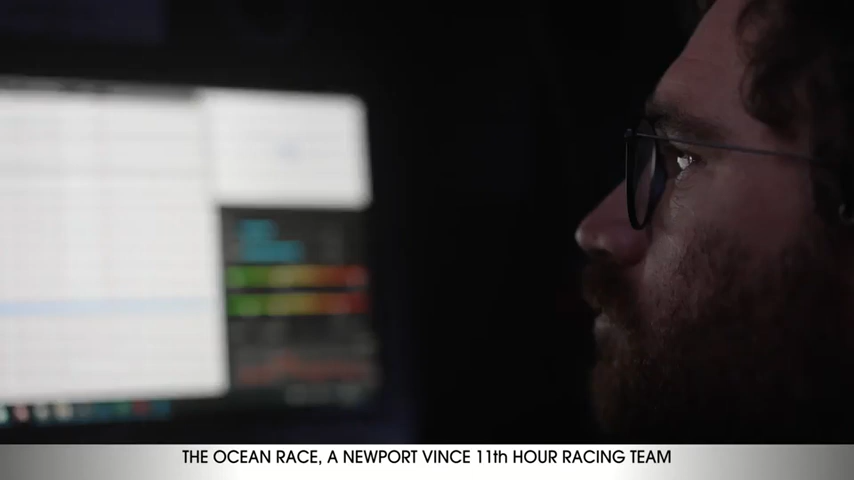 THE OCEAN RACE, A NEWPORT VINCE 11th HOUR RACING TEAM